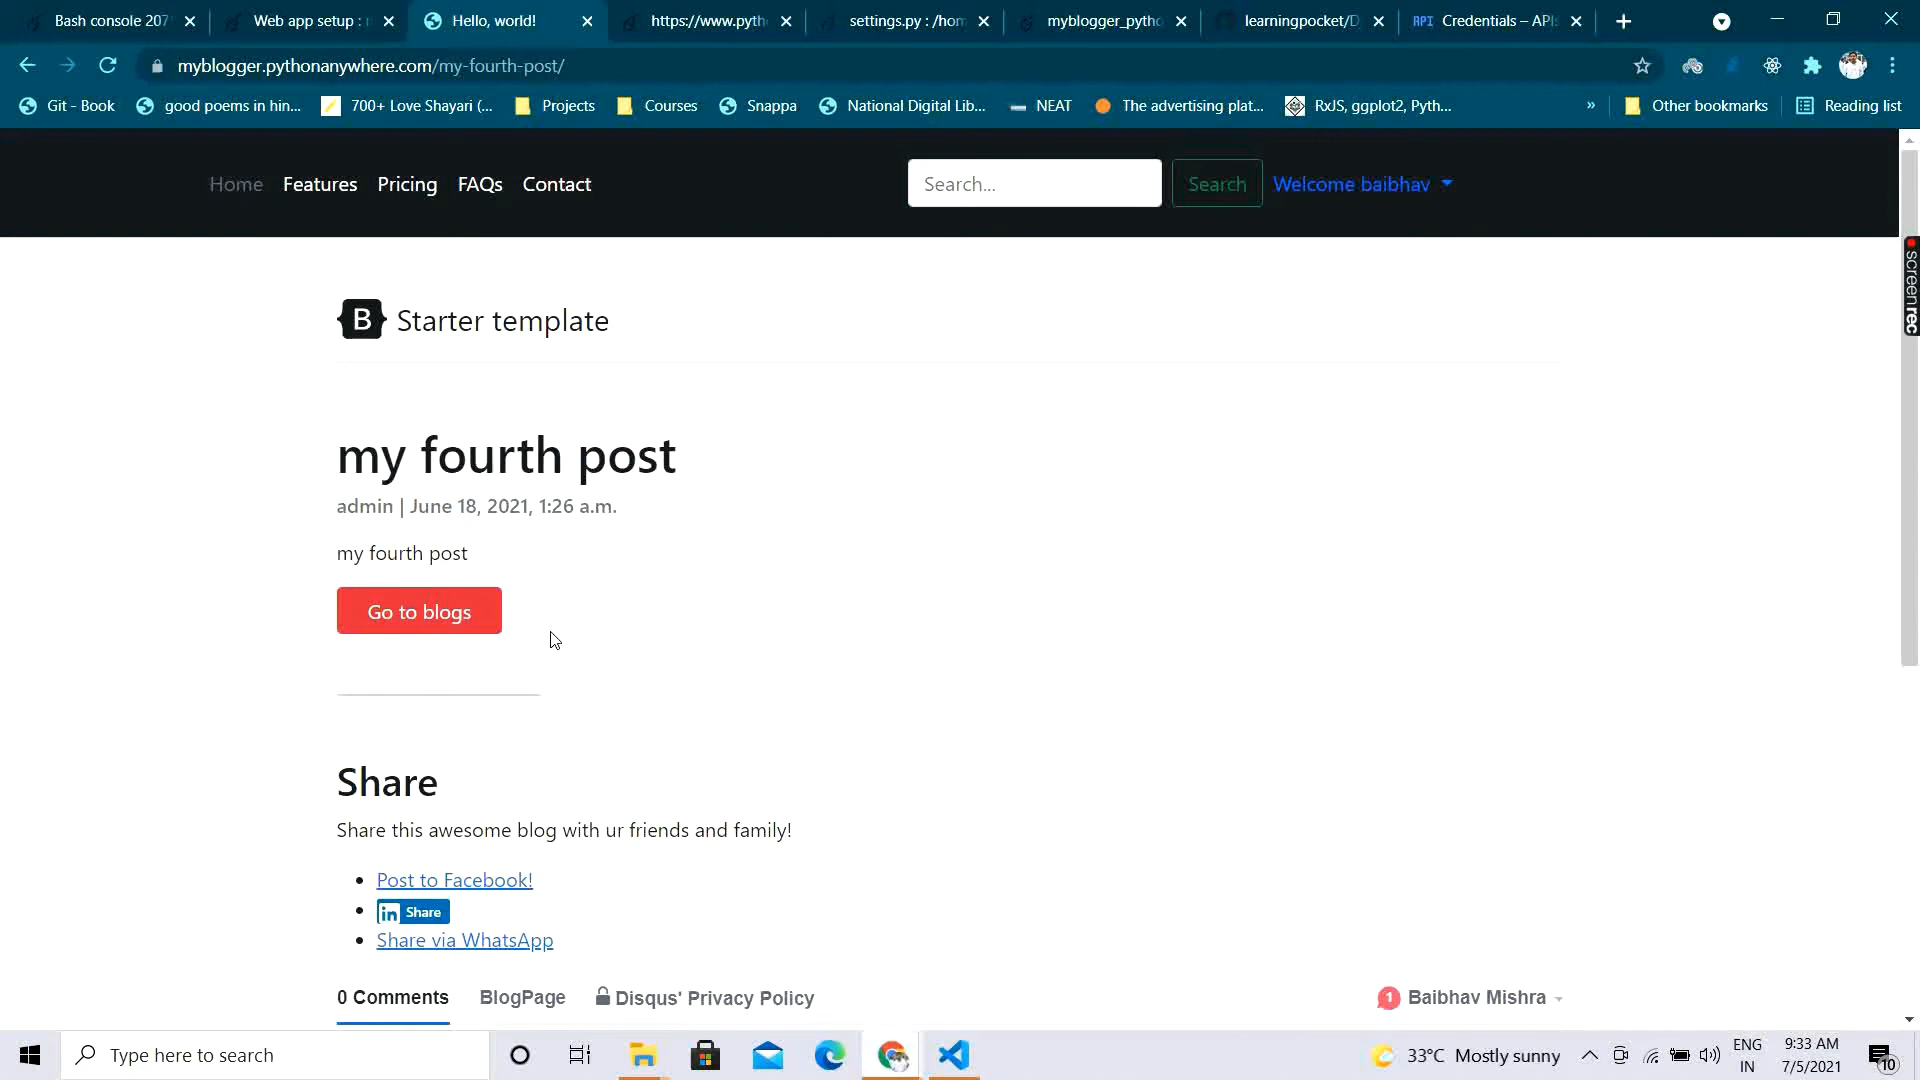 Bash console 207 Web app setup : Hello, world! https://www.pyth settings.py : /hom myblogger_pytho learningpocket/D API Credentials – APIs
myblogger.pythonanywhere.com/my-fourth-post/
Git - Book good poems in hin... 700+ Love Shayari (... Projects Courses Snappa National Digital Lib... NEAT The advertising plat... RxJS, ggplot2, Pyth... » Other bookmarks Reading list
Home Features Pricing FAQs Contact Search... Search Welcome baibhav
screenrec
B Starter template
my fourth post
admin | June 18, 2021, 1:26 a.m.
my fourth post
Go to blogs
Share
Share this awesome blog with ur friends and family!
Post to Facebook!
in Share
Share via WhatsApp
0 Comments BlogPage Disqus' Privacy Policy 1 Baibhav Mishra
Type here to search 33°C Mostly sunny ENG 9:33 AM
IN 7/5/2021 10